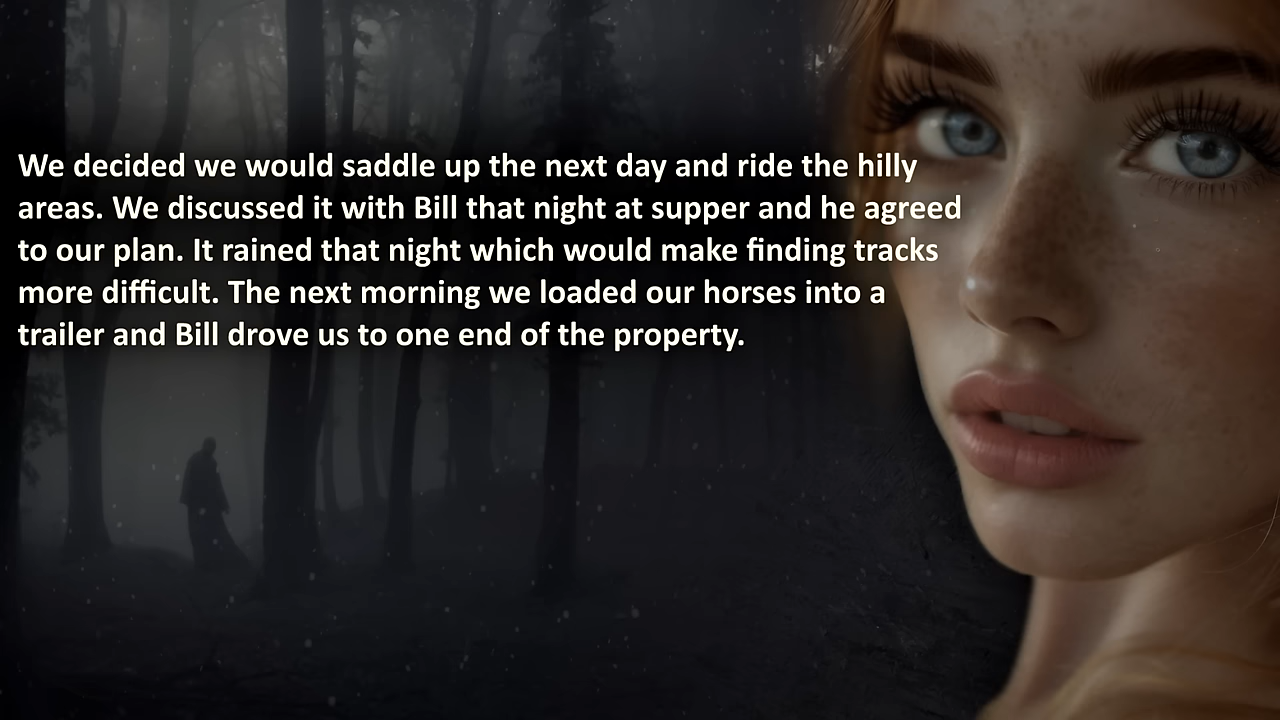 We decided we would saddle up the next day and ride the hilly
areas. We discussed it with Bill that night at supper and he agreed
to our plan. It rained that night which would make finding tracks
more difficult. The next morning we loaded our horses into a
trailer and Bill drove us to one end of the property.